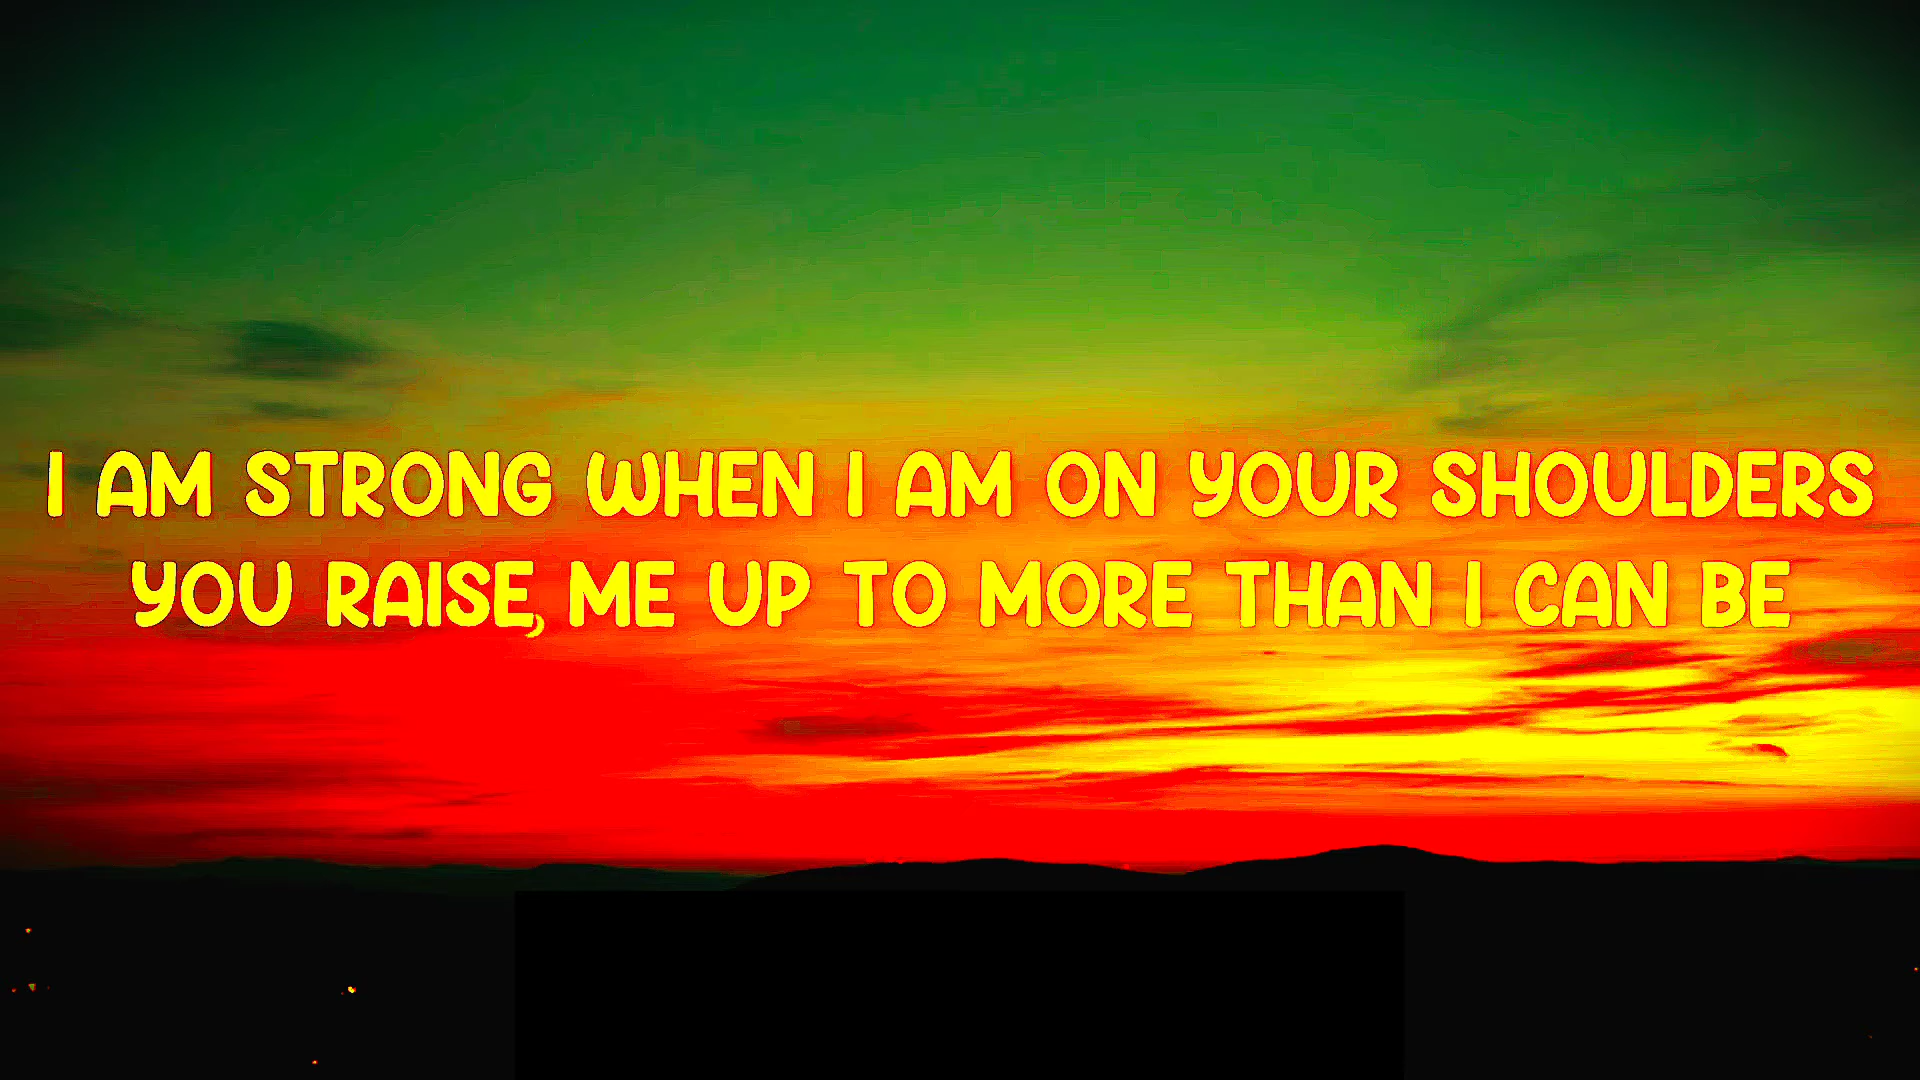 I AM STRONG WHEN I AM ON YOUR SHOULDERS
YOU RAISE, ME UP TO MORE THAN I CAN BE